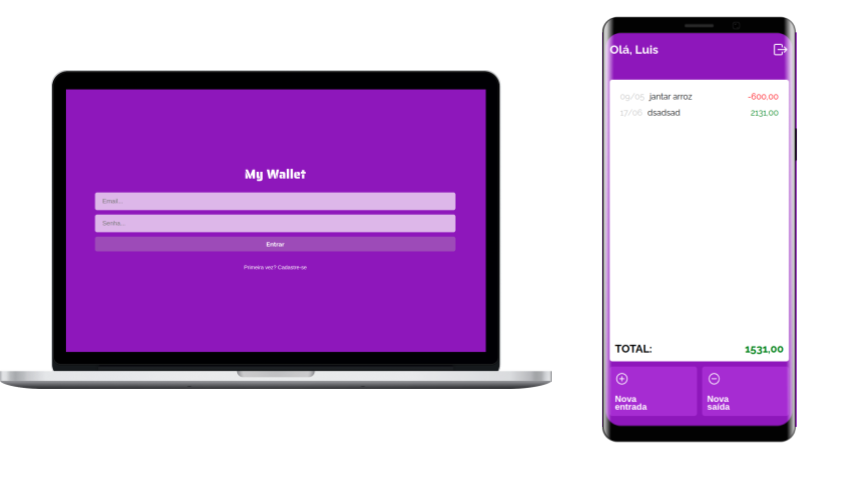 My Wallet
Email...
Senha...
Entrar
Primeira vez? Cadastre-se
Olá, Luis
09/05 jantar arroz -600,00
17/06 dsadsad 2131,00
TOTAL: 1531,00
Nova
entrada
Nova
saída